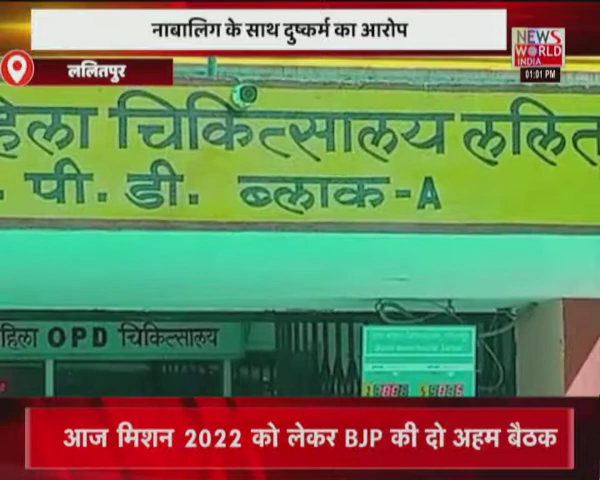 नाबालिग के साथ दुष्कर्म का आरोप
NEWS
WORLD
INDIA
01:01 PM
ललितपुर
हिला चिकित्सालय ललित
. पी. डी. ब्लाक-A
हिला OPD चिकित्सालय
आज मिशन 2022 को लेकर BJP की दो अहम बैठक